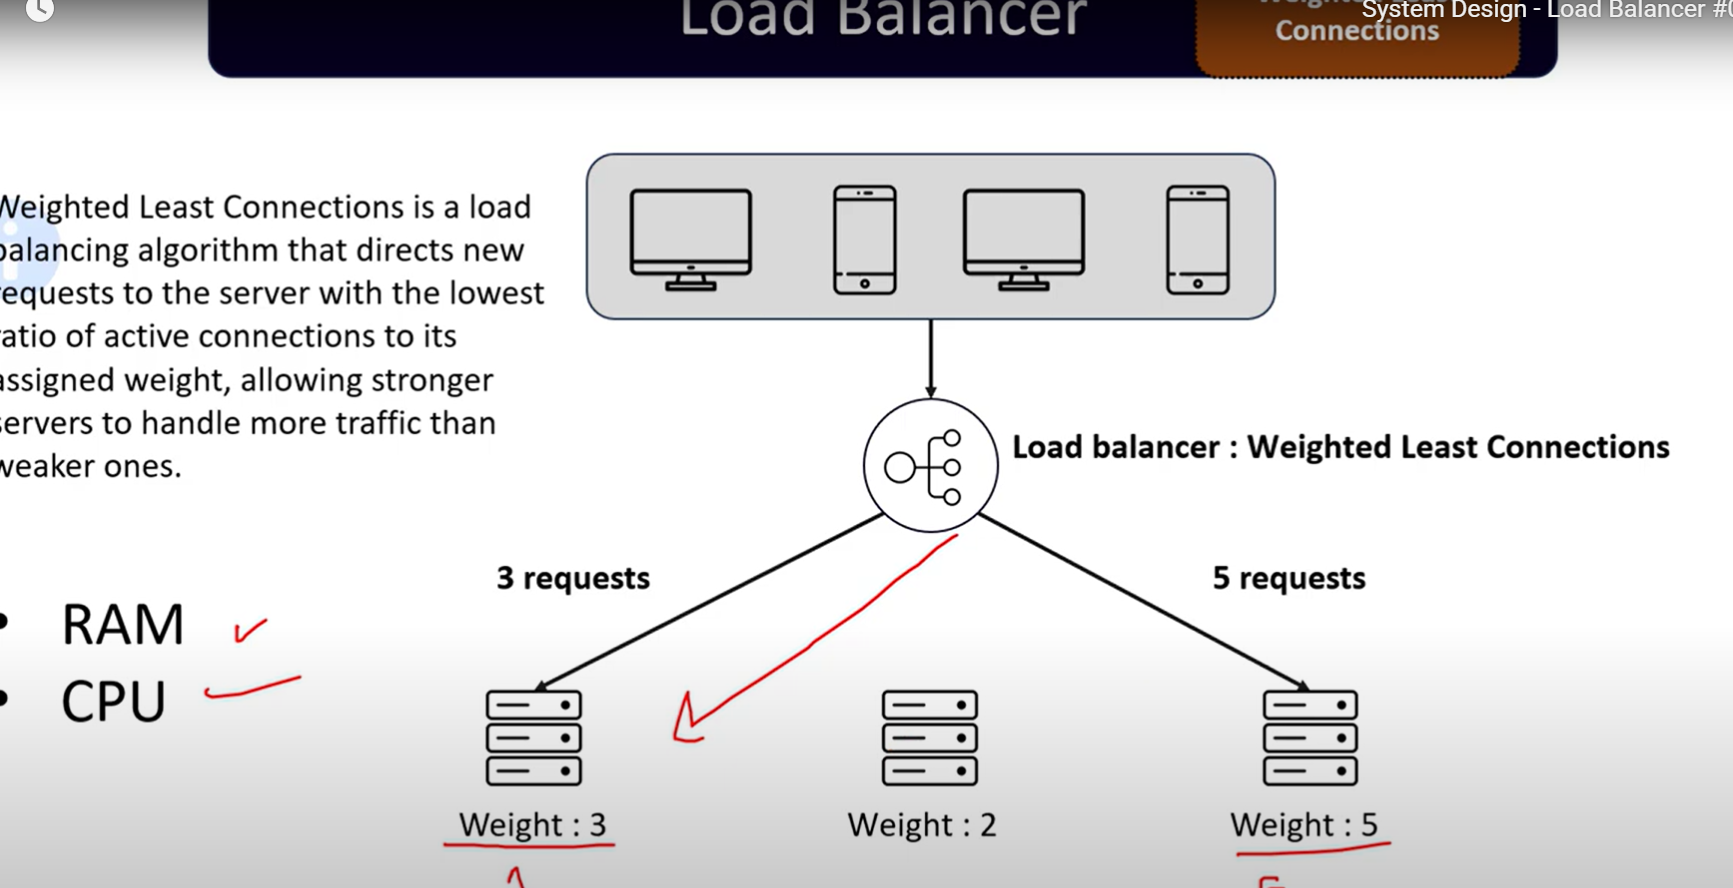 System Design - Load Balancer #
Load Balancer
Connections
Weighted Least Connections is a load
balancing algorithm that directs new
requests to the server with the lowest
ratio of active connections to its
assigned weight, allowing stronger
servers to handle more traffic than
weaker ones.
Load balancer : Weighted Least Connections
3 requests
5 requests
• RAM
• CPU
Weight : 3
Weight : 2
Weight : 5